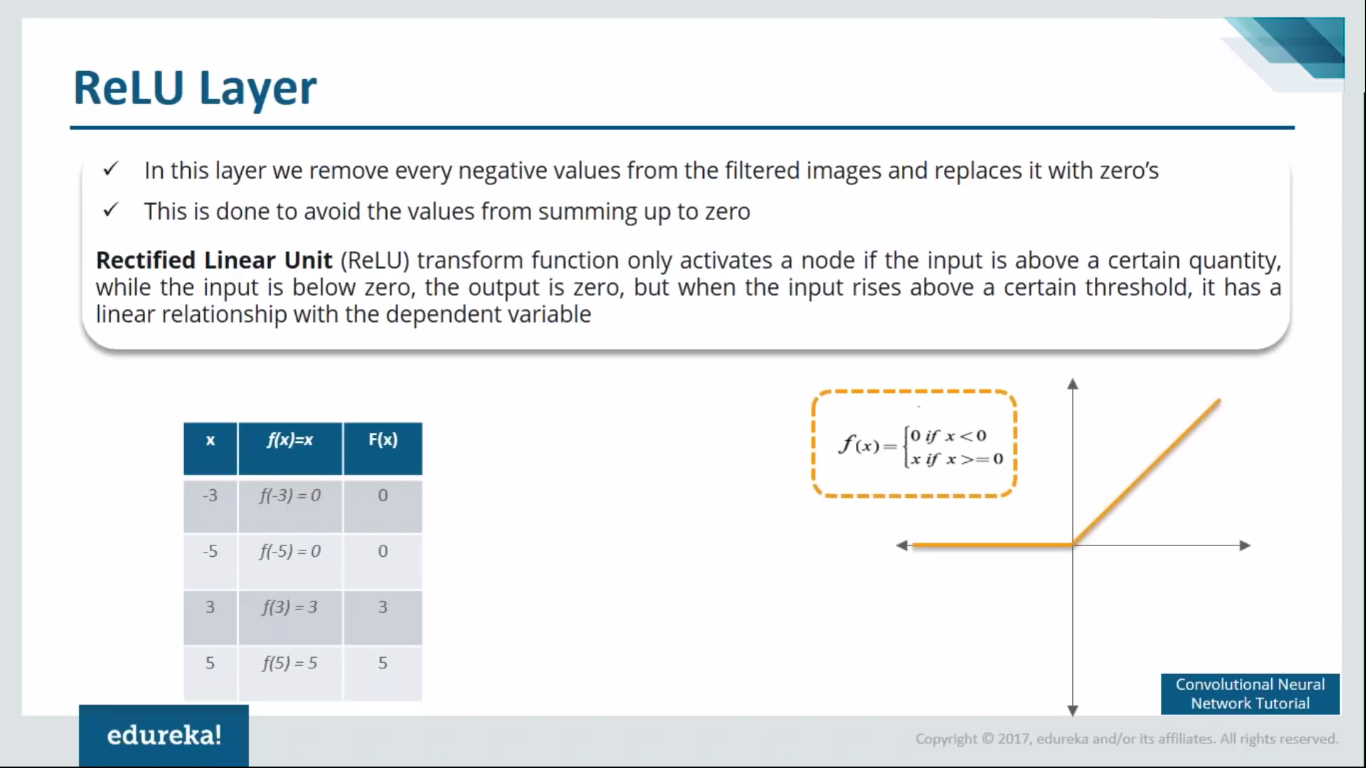 ReLU Layer
✓ In this layer we remove every negative values from the filtered images and replaces it with zero’s
✓ This is done to avoid the values from summing up to zero
Rectified Linear Unit (ReLU) transform function only activates a node if the input is above a certain quantity,
while the input is below zero, the output is zero, but when the input rises above a certain threshold, it has a
linear relationship with the dependent variable
x f(x)=x F(x)
-3 f(-3) = 0 0
-5 f(-5) = 0 0
3 f(3) = 3 3
5 f(5) = 5 5
f(x)={0 if x<0
x if x>=0
Convolutional Neural
Network Tutorial
edureka!
Copyright © 2017, edureka and/or its affiliates. All rights reserved.